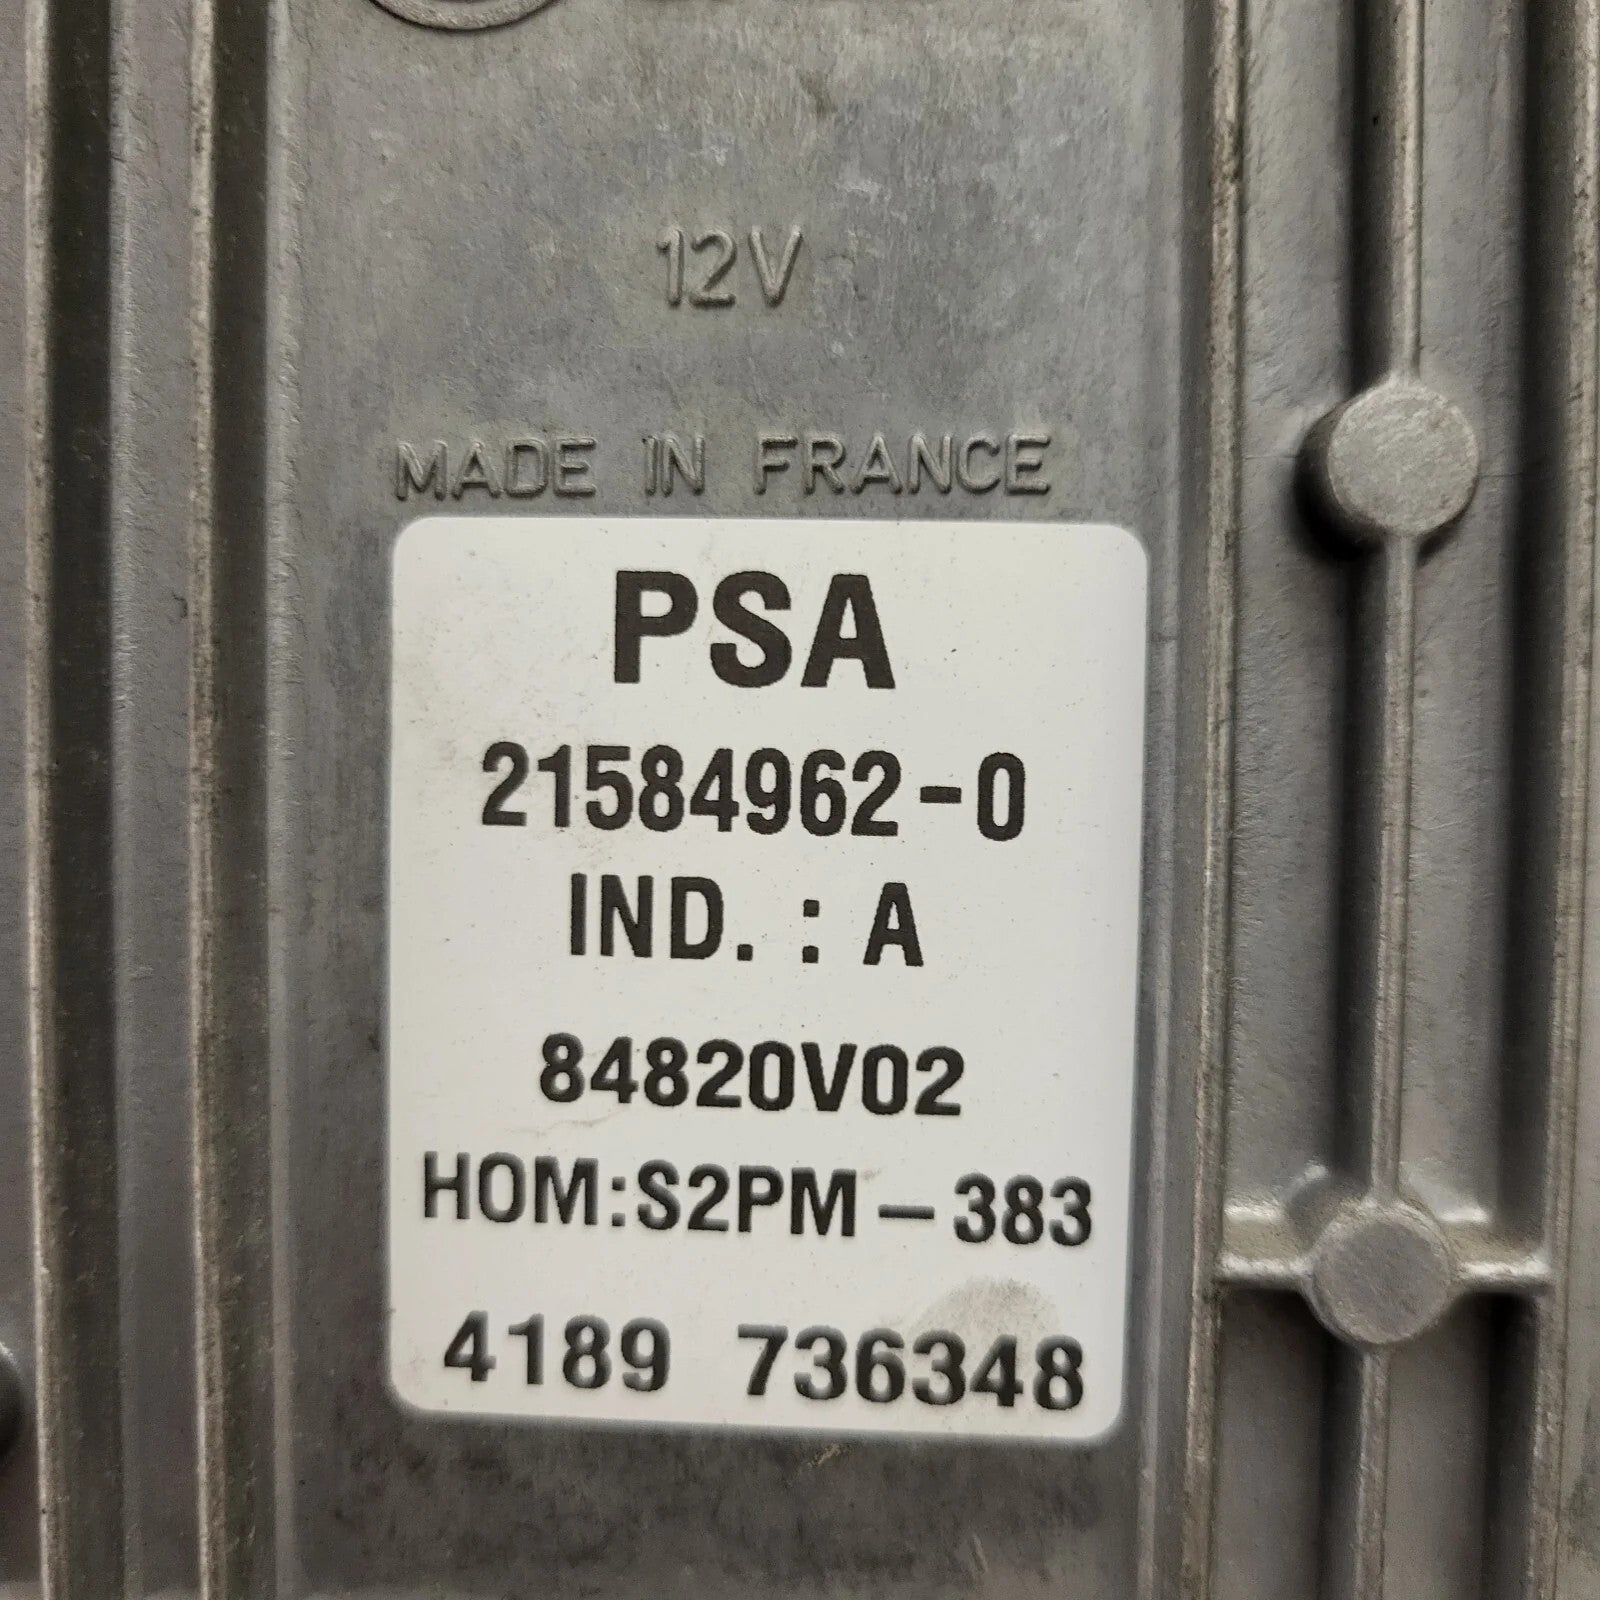 12V
MADE IN FRANCE
PSA
21584962-0
IND. : A
84820V02
HOM:S2PM-383
4189 736348